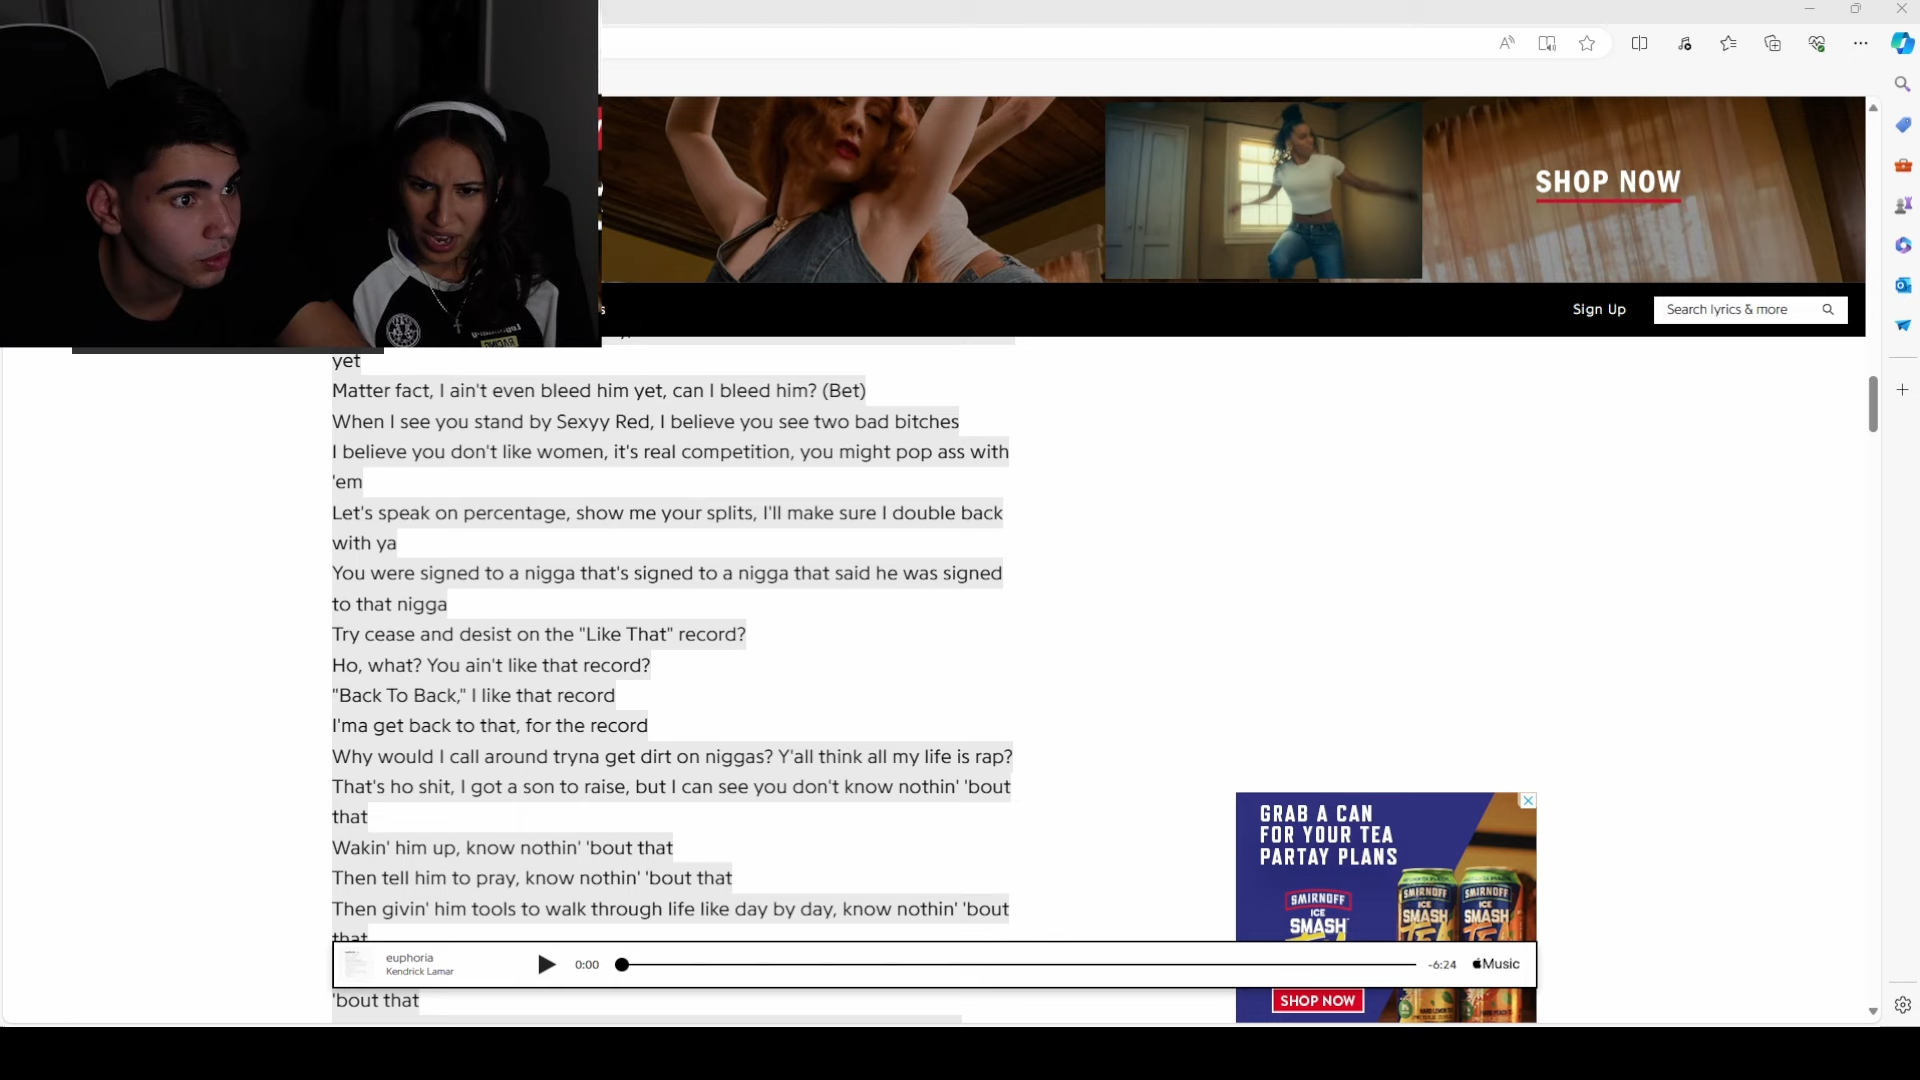 SHOP NOW
Sign Up
Search lyrics & more
yet
Matter fact, I ain't even bleed him yet, can I bleed him? (Bet)
When I see you stand by Sexyy Red, I believe you see two bad bitches
I believe you don't like women, it's real competition, you might pop ass with
'em
Let's speak on percentage, show me your splits, I'll make sure I double back
with ya
You were signed to a nigga that's signed to a nigga that said he was signed
to that nigga
Try cease and desist on the "Like That" record?
Ho, what? You ain't like that record?
"Back To Back," I like that record
I'ma get back to that, for the record
Why would I call around tryna get dirt on niggas? Y'all think all my life is rap?
That's ho shit, I got a son to raise, but I can see you don't know nothin' 'bout
that
Wakin' him up, know nothin' 'bout that
Then tell him to pray, know nothin' 'bout that
Then givin' him tools to walk through life like day by day, know nothin' 'bout
that
euphoria
Kendrick Lamar
0:00
-6:24
Music
'bout that
GRAB A CAN
FOR YOUR TEA
PARTAY PLANS
SMIRNOFF
ICE
SMASH
SMIRNOFF
ICE
SMASH
TEA
SMIRNOFF
ICE
SMASH
TEA
SHOP NOW